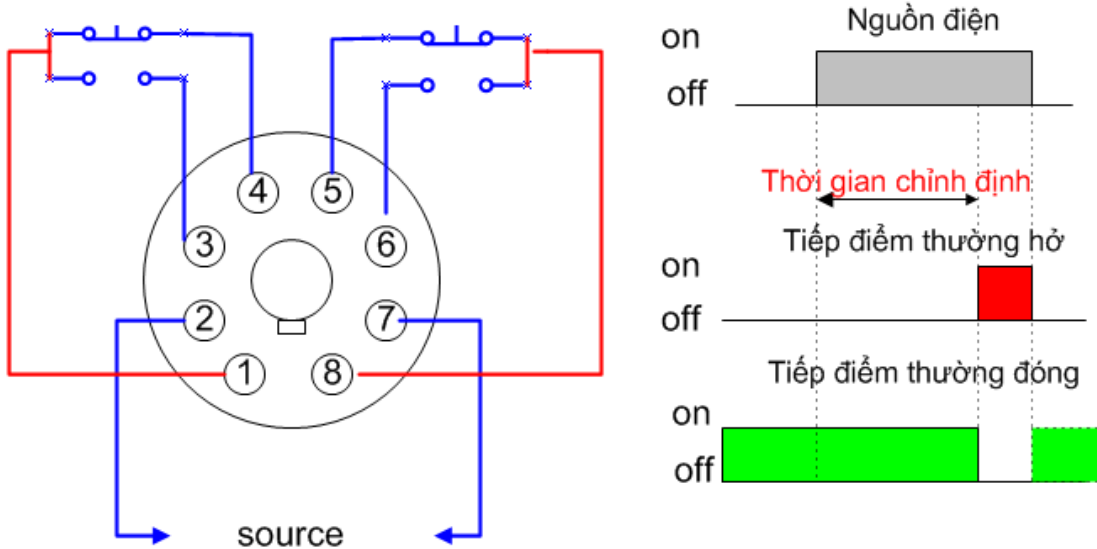 4 5
3 6
2 7
1 8
source
Nguồn điện
on
off
Thời gian chỉnh định
Tiếp điểm thường hở
on
off
Tiếp điểm thường đóng
on
off